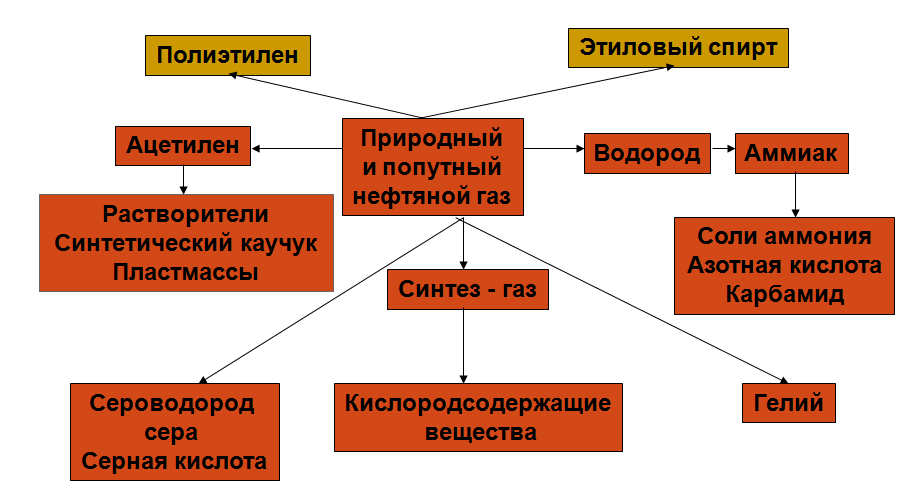 Полиэтилен
Этиловый спирт
Ацетилен
Природный
и попутный
нефтяной газ
Водород
Аммиак
Растворители
Синтетический каучук
Пластмассы
Соли аммония
Азотная кислота
Карбамид
Синтез - газ
Сероводород
сера
Серная кислота
Кислородсодержащие
вещества
Гелий